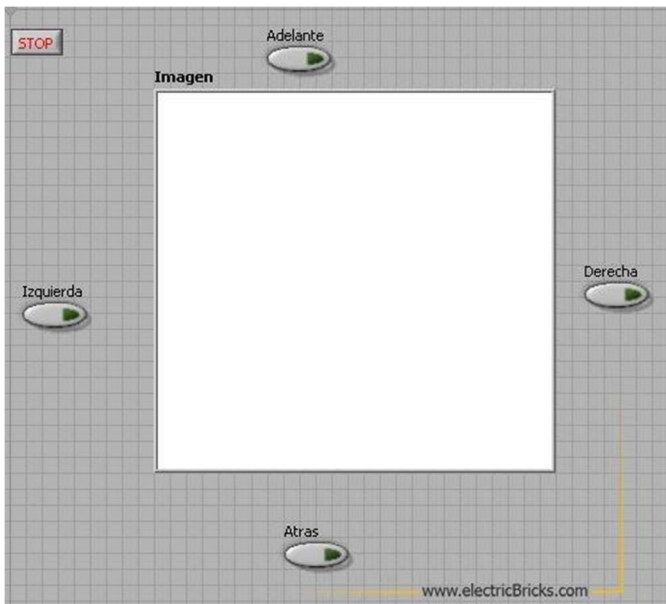 STOP
Adelante
Imagen
Derecha
Izquierda
Atras
www.electricBricks.com